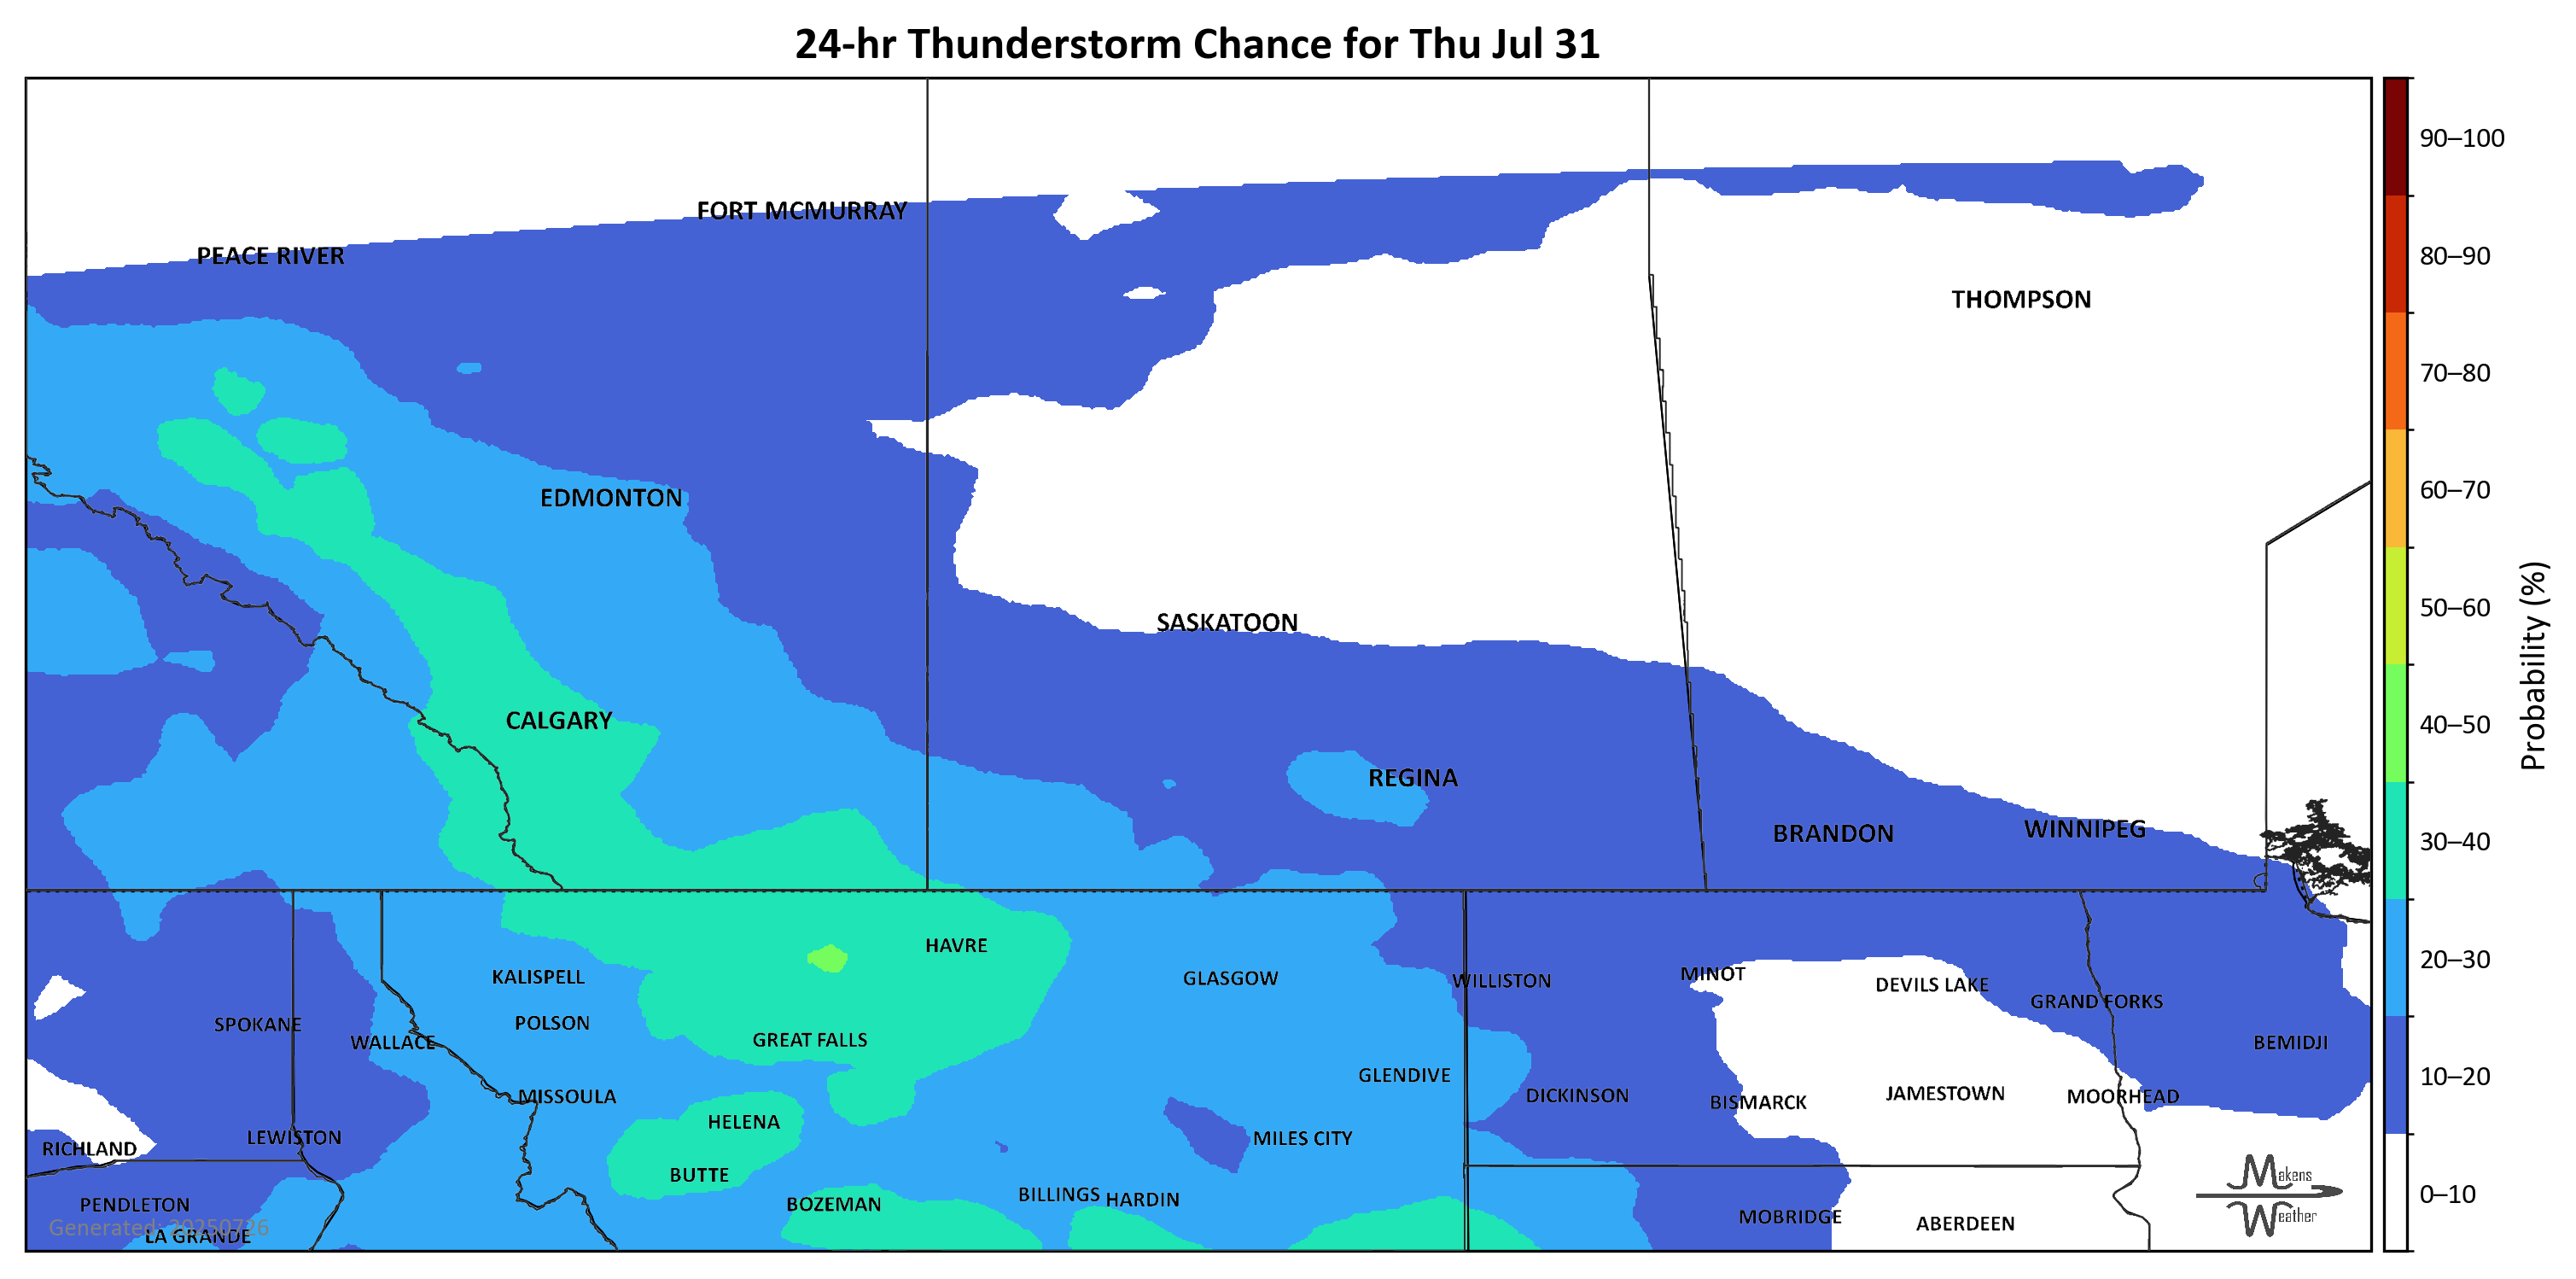 24-hr Thunderstorm Chance for Thu Jul 31
90–100
FORT MCMURRAY
PEACE RIVER
80–90
THOMPSON
70–80
60–70
EDMONTON
50–60
SASKATOON
Probability (%)
CALGARY
40–50
REGINA
WINNIPEG
BRANDON
30–40
HAVRE
20–30
KALISPELL
GLASGOW
WILLISTON
MINOT
DEVILS LAKE
GRAND FORKS
SPOKANE
POLSON
WALLACE
GREAT FALLS
BEMIDJI
GLENDIVE
10–20
MISSOULA
DICKINSON
BISMARCK
JAMESTOWN
MOORHEAD
HELENA
LEWISTON
MILES CITY
RICHLAND
BUTTE
Makens
Weather
0–10
PENDLETON
BOZEMAN
BILLINGS
HARDIN
MOBRIDGE
ABERDEEN
Generated: 20250726
LA GRANDE